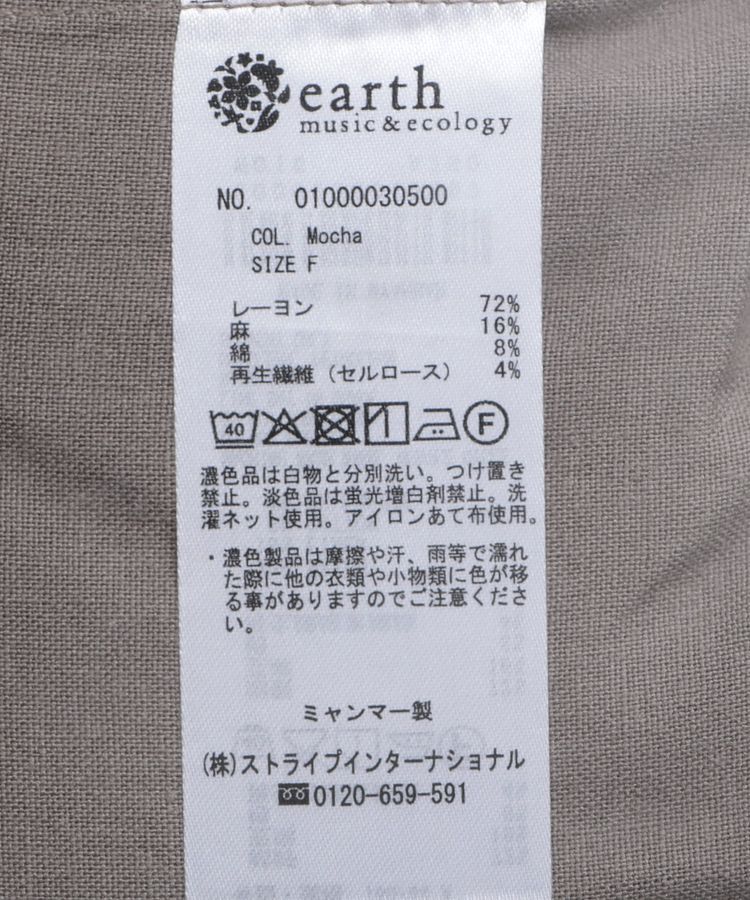 earth
music&ecology
NO. 01000030500
COL. Mocha
SIZE F
レーヨン 72%
麻 16%
綿 8%
再生繊維（セルロース） 4%
40 F
濃色品は白物と分別洗い。つけ置き
禁止。淡色品は蛍光増白剤禁止。洗
濯ネット使用。アイロンあて布使用。
・濃色製品は摩擦や汗、雨等で濡れ
た際に他の衣類や小物類に色が移
る事がありますのでご注意くださ
い。
ミャンマー製
(株)ストライプインターナショナル
0120-659-591